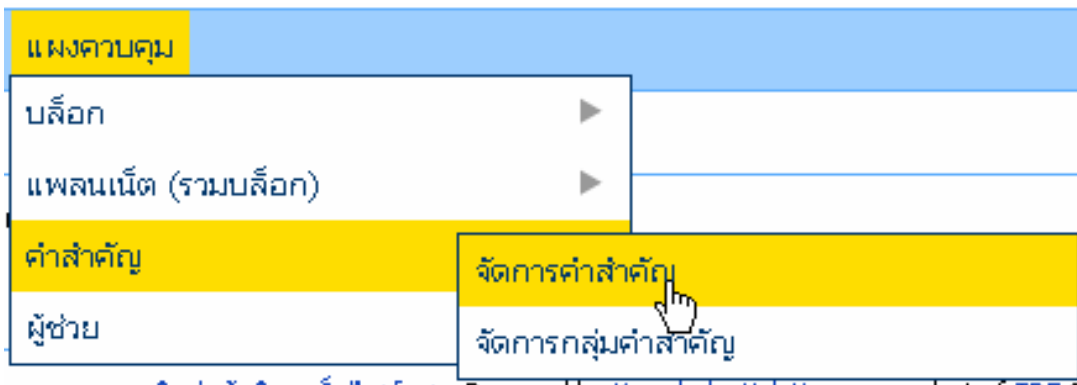 แผงควบคุม
บล็อก
แพลนเน็ต (รวมบล็อก)
คำสำคัญ
จัดการคำสำคัญ
ผู้ช่วย
จัดการกลุ่มคำสำคัญ